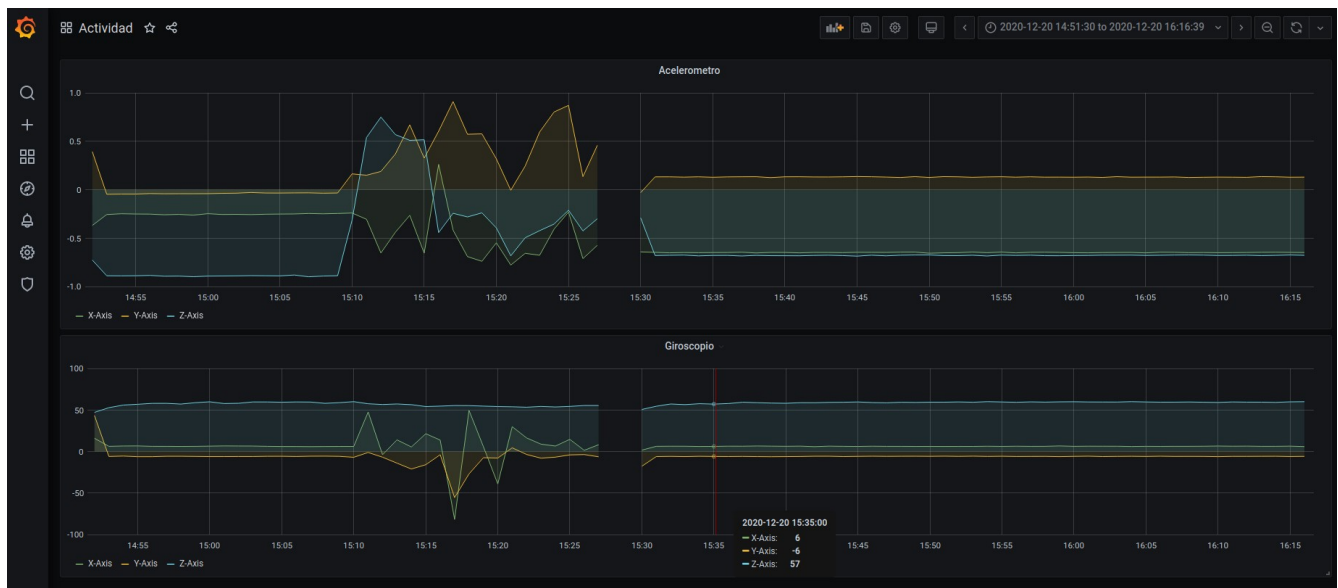 Actividad
2020-12-20 14:51:30 to 2020-12-20 16:16:39
Acelerometro
1.0
0.5
0
-0.5
-1.0
14:55 15:00 15:05 15:10 15:15 15:20 15:25 15:30 15:35 15:40 15:45 15:50 15:55 16:00 16:05 16:10 16:15
X-Axis Y-Axis Z-Axis
Giroscopio
100
50
0
-50
-100
14:55 15:00 15:05 15:10 15:15 15:20 15:25 15:30 15:35 15:45 15:50 15:55 16:00 16:05 16:10 16:15
X-Axis Y-Axis Z-Axis
2020-12-20 15:35:00
X-Axis: 6
Y-Axis: -6
Z-Axis: 57